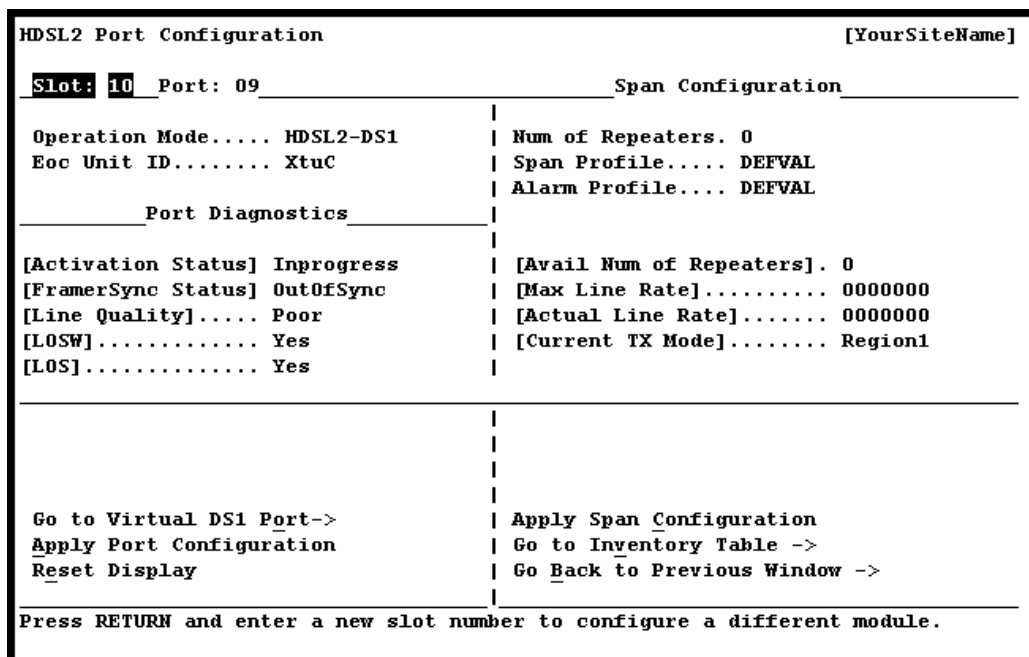 HDSL2 Port Configuration [YourSiteName]
Slot: 10 Port: 09 Span Configuration
Operation Mode..... HDSL2-DS1 | Num of Repeaters. 0
Eoc Unit ID........ XtuC | Span Profile..... DEFVAL
| Alarm Profile.... DEFVAL
Port Diagnostics
[Activation Status] Inprogress | [Avail Num of Repeaters]. 0
[FramerSync Status] OutOfSync | [Max Line Rate].......... 0000000
[Line Quality]..... Poor | [Actual Line Rate]....... 0000000
[LOSW]............. Yes | [Current TX Mode]........ Region1
[LOS].............. Yes |
Go to Virtual DS1 Port-> | Apply Span Configuration
Apply Port Configuration | Go to Inventory Table ->
Reset Display | Go Back to Previous Window ->
Press RETURN and enter a new slot number to configure a different module.